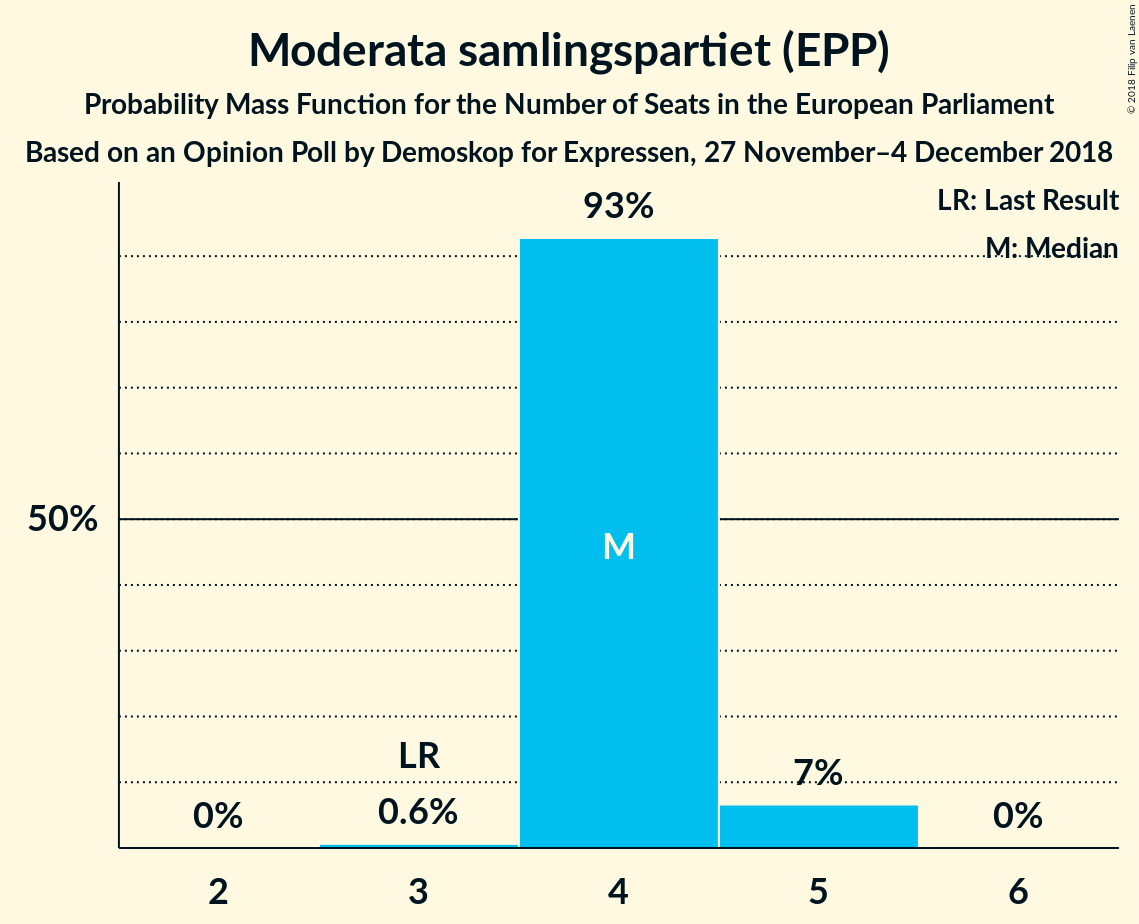 Moderata samlingspartiet (EPP)
Probability Mass Function for the Number of Seats in the European Parliament
Based on an Opinion Poll by Demoskop for Expressen, 27 November–4 December 2018
© 2018 Filip van Laenen
LR: Last Result
M: Median
93%
50%
M
LR
7%
0%
0.6%
0%
2
3
4
5
6